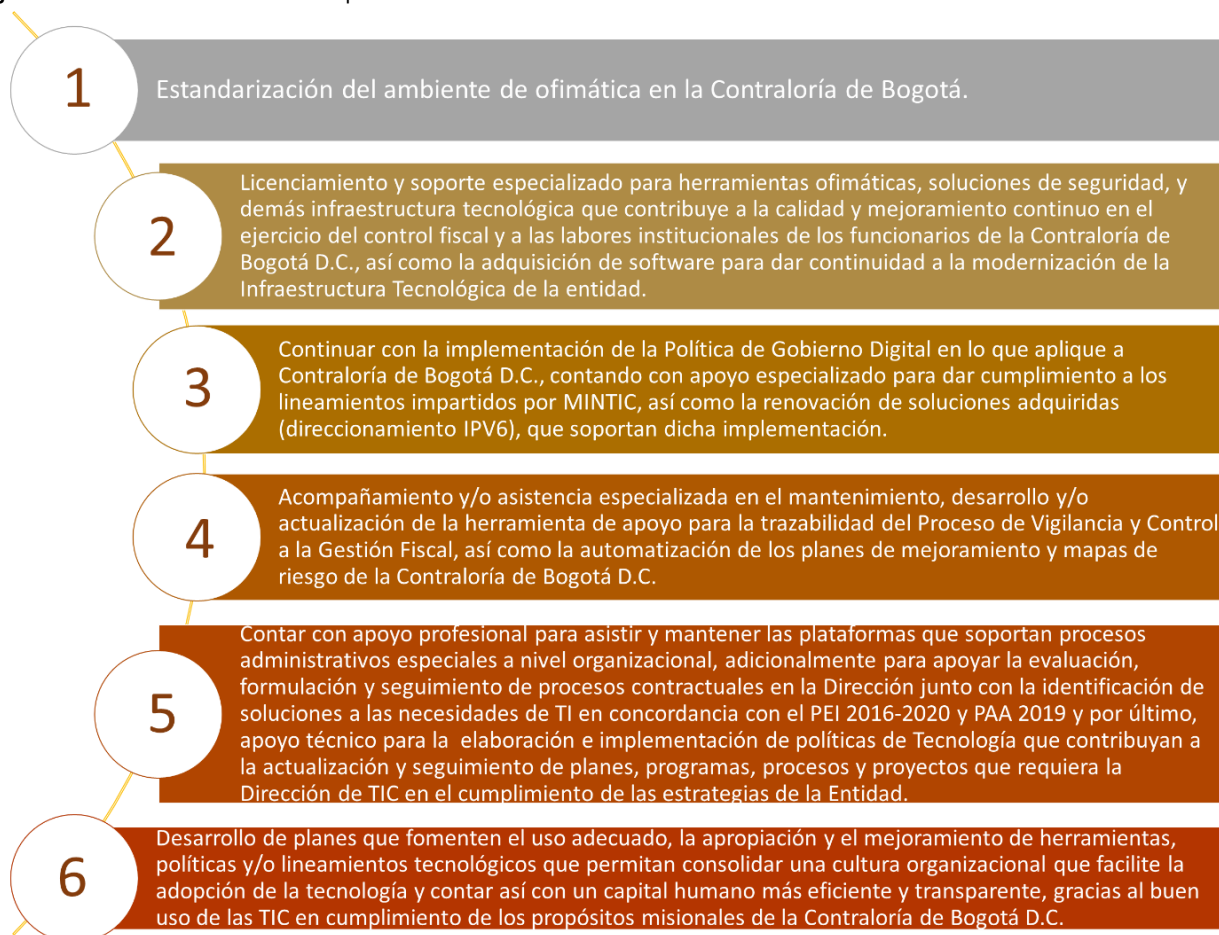 1
Estandarización del ambiente de ofimática en la Contraloría de Bogotá.
2
Licenciamiento y soporte especializado para herramientas ofimáticas, soluciones de seguridad, y
demás infraestructura tecnológica que contribuye a la calidad y mejoramiento continuo en el
ejercicio del control fiscal y a las labores institucionales de los funcionarios de la Contraloría de
Bogotá D.C., así como la adquisición de software para dar continuidad a la modernización de la
Infraestructura Tecnológica de la entidad.
3
Continuar con la implementación de la Política de Gobierno Digital en lo que aplique a
Contraloría de Bogotá D.C., contando con apoyo especializado para dar cumplimiento a los
lineamientos impartidos por MINTIC, así como la renovación de soluciones adquiridas
(direccionamiento IPV6), que soportan dicha implementación.
4
Acompañamiento y/o asistencia especializada en el mantenimiento, desarrollo y/o
actualización de la herramienta de apoyo para la trazabilidad del Proceso de Vigilancia y Control
a la Gestión Fiscal, así como la automatización de los planes de mejoramiento y mapas de
riesgo de la Contraloría de Bogotá D.C.
5
Contar con apoyo profesional para asistir y mantener las plataformas que soportan procesos
administrativos especiales a nivel organizacional, adicionalmente para apoyar la evaluación,
formulación y seguimiento de procesos contractuales en la Dirección junto con la identificación de
soluciones a las necesidades de TI en concordancia con el PEI 2016-2020 y PAA 2019 y por último,
apoyo técnico para la elaboración e implementación de políticas de Tecnología que contribuyan a
la actualización y seguimiento de planes, programas, procesos y proyectos que requiera la
Dirección de TIC en el cumplimiento de las estrategias de la Entidad.
6
Desarrollo de planes que fomenten el uso adecuado, la apropiación y el mejoramiento de herramientas,
políticas y/o lineamientos tecnológicos que permitan consolidar una cultura organizacional que facilite la
adopción de la tecnología y contar así con un capital humano más eficiente y transparente, gracias al buen
uso de las TIC en cumplimiento de los propósitos misionales de la Contraloría de Bogotá D.C.